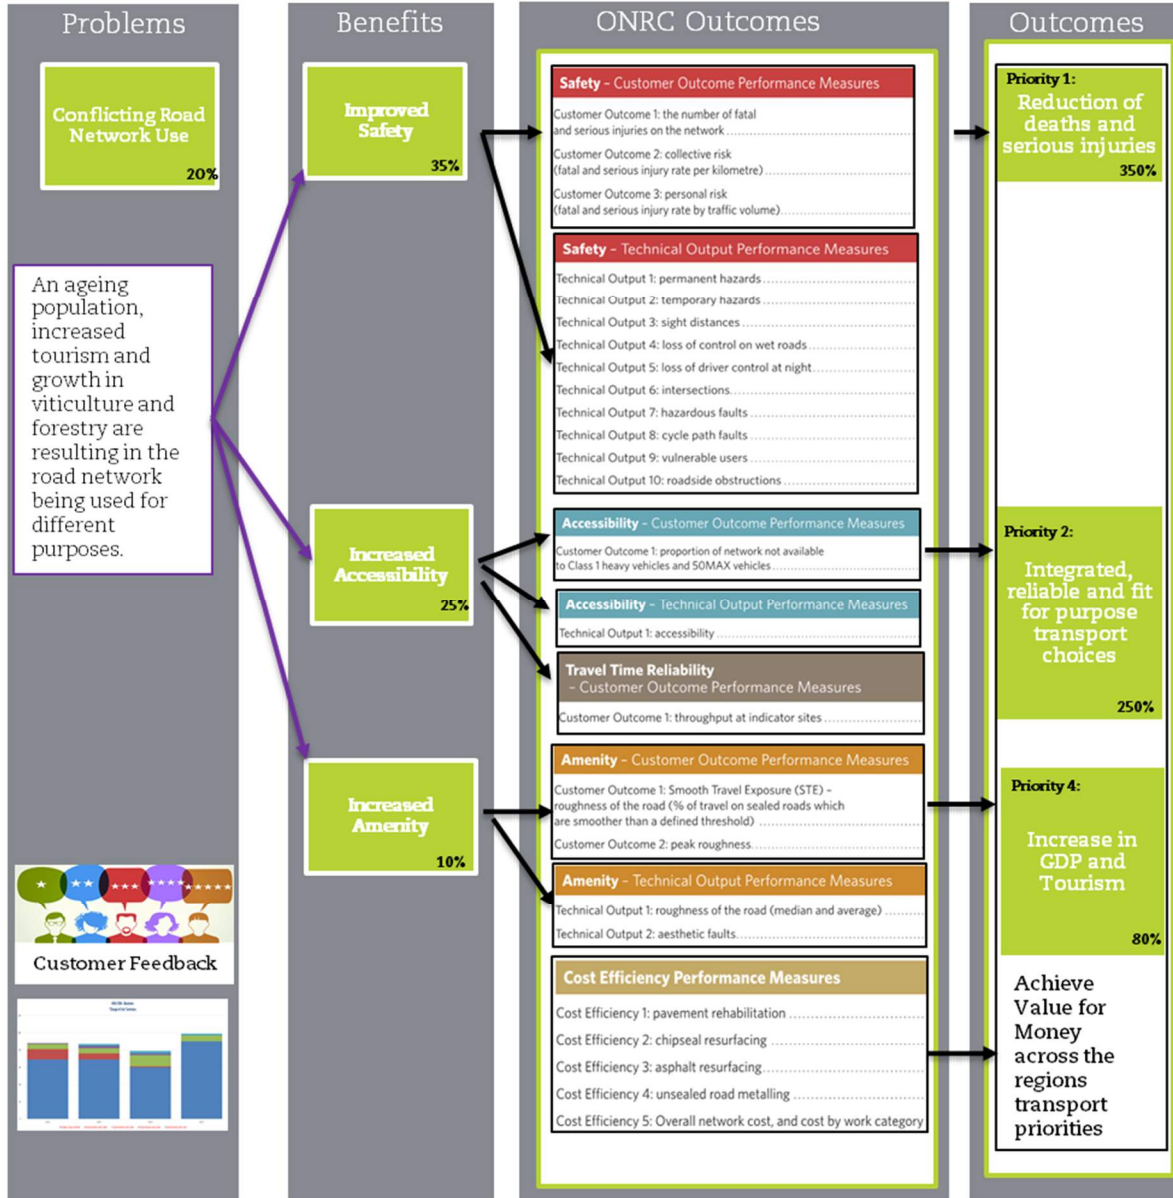 Problems
Conflicting Road
Network Use
20%
An ageing
population,
increased
tourism and
growth in
viticulture and
forestry are
resulting in the
road network
being used for
different
purposes.
Customer Feedback
Benefits
Improved
Safety
35%
Increased
Accessibility
25%
Increased
Amenity
10%
ONRC Outcomes
Safety – Customer Outcome Performance Measures
Customer Outcome 1: the number of fatal
and serious injuries on the network
Customer Outcome 2: collective risk
(fatal and serious injury rate per kilometre)
Customer Outcome 3: personal risk
(fatal and serious injury rate by traffic volume)
Safety – Technical Output Performance Measures
Technical Output 1: permanent hazards
Technical Output 2: temporary hazards
Technical Output 3: sight distances
Technical Output 4: loss of control on wet roads
Technical Output 5: loss of driver control at night
Technical Output 6: intersections
Technical Output 7: hazardous faults
Technical Output 8: cycle path faults
Technical Output 9: vulnerable users
Technical Output 10: roadside obstructions
Accessibility – Customer Outcome Performance Measures
Customer Outcome 1: proportion of network not available
to Class 1 heavy vehicles and 50MAX vehicles
Accessibility – Technical Output Performance Measures
Technical Output 1: accessibility
Travel Time Reliability
– Customer Outcome Performance Measures
Customer Outcome 1: throughput at indicator sites
Amenity – Customer Outcome Performance Measures
Customer Outcome 1: Smooth Travel Exposure (STE) –
roughness of the road (% of travel on sealed roads which
are smoother than a defined threshold)
Customer Outcome 2: peak roughness
Amenity – Technical Output Performance Measures
Technical Output 1: roughness of the road (median and average)
Technical Output 2: aesthetic faults
Cost Efficiency Performance Measures
Cost Efficiency 1: pavement rehabilitation
Cost Efficiency 2: chipseal resurfacing
Cost Efficiency 3: asphalt resurfacing
Cost Efficiency 4: unsealed road metalling
Cost Efficiency 5: Overall network cost, and cost by work category
Outcomes
Priority 1:
Reduction of
deaths and
serious injuries
350%
Priority 2:
Integrated,
reliable and fit
for purpose
transport
choices
250%
Priority 4:
Increase in
GDP and
Tourism
80%
Achieve
Value for
Money
across the
regions
transport
priorities